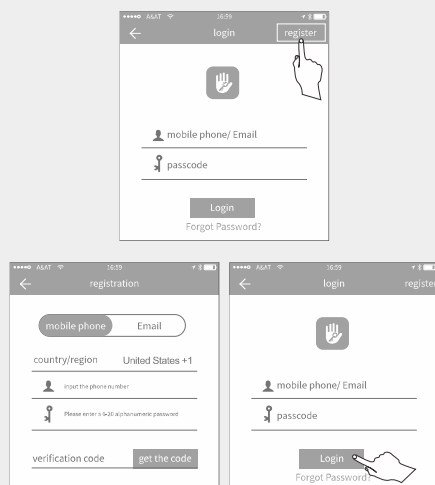 A&AT 16:59
login register
mobile phone/ Email
passcode
Login
Forgot Password?
A&AT 16:59
registration
mobile phone Email
country/region United States +1
Input the phone number
Please enter a 6-20 alphanumeric password
verification code get the code
A&AT 16:59
login register
mobile phone/ Email
passcode
Login
Forgot Password?